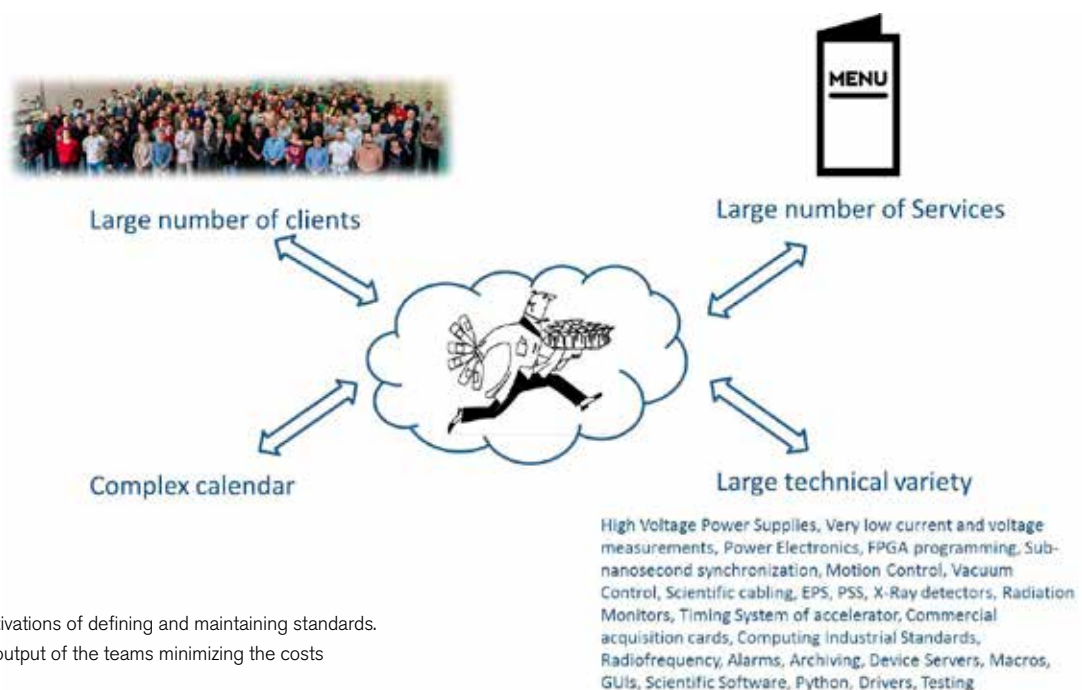 MENU
Large number of clients
Large number of Services
Complex calendar
Large technical variety
High Voltage Power Supplies, Very low current and voltage
measurements, Power Electronics, FPGA programming, Sub-
nanosecond synchronization, Motion Control, Vacuum
Control, Scientific cabling, EPS, PSS, X-Ray detectors, Radiation
Monitors, Timing System of accelerator, Commercial
acquisition cards, Computing Industrial Standards,
Radiofrequency, Alarms, Archiving, Device Servers, Macros,
GUIs, Scientific Software, Python, Drivers, Testing
tivations of defining and maintaining standards.
output of the teams minimizing the costs